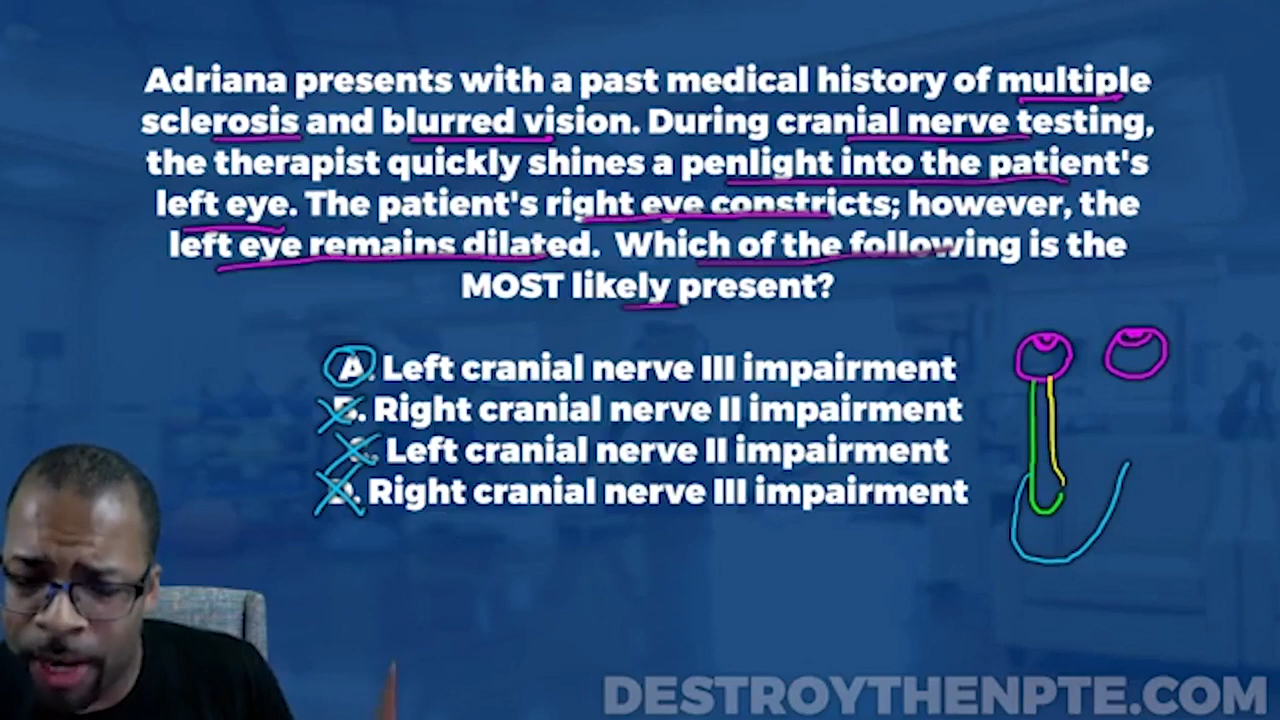 Adriana presents with a past medical history of multiple
sclerosis and blurred vision. During cranial nerve testing,
the therapist quickly shines a penlight into the patient's
left eye. The patient's right eye constricts; however, the
left eye remains dilated. Which of the following is the
MOST likely present?
A. Left cranial nerve III impairment
B. Right cranial nerve II impairment
C. Left cranial nerve II impairment
D. Right cranial nerve III impairment
DESTROYTHENPTE.COM